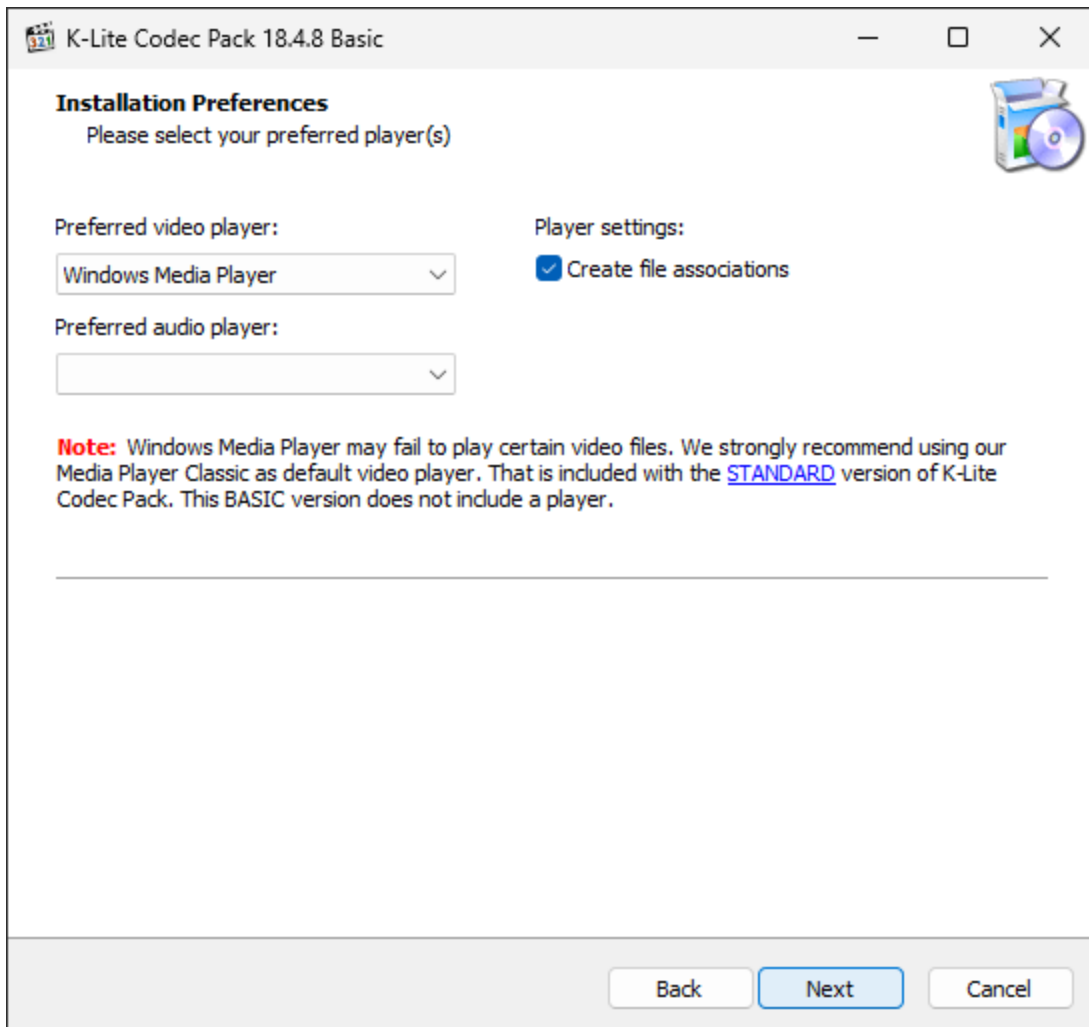 K-Lite Codec Pack 18.4.8 Basic
Installation Preferences
Please select your preferred player(s)
Preferred video player:
Player settings:
Windows Media Player
Create file associations
Preferred audio player:
Note: Windows Media Player may fail to play certain video files. We strongly recommend using our
Media Player Classic as default video player. That is included with the STANDARD version of K-Lite
Codec Pack. This BASIC version does not include a player.
Back
Next
Cancel